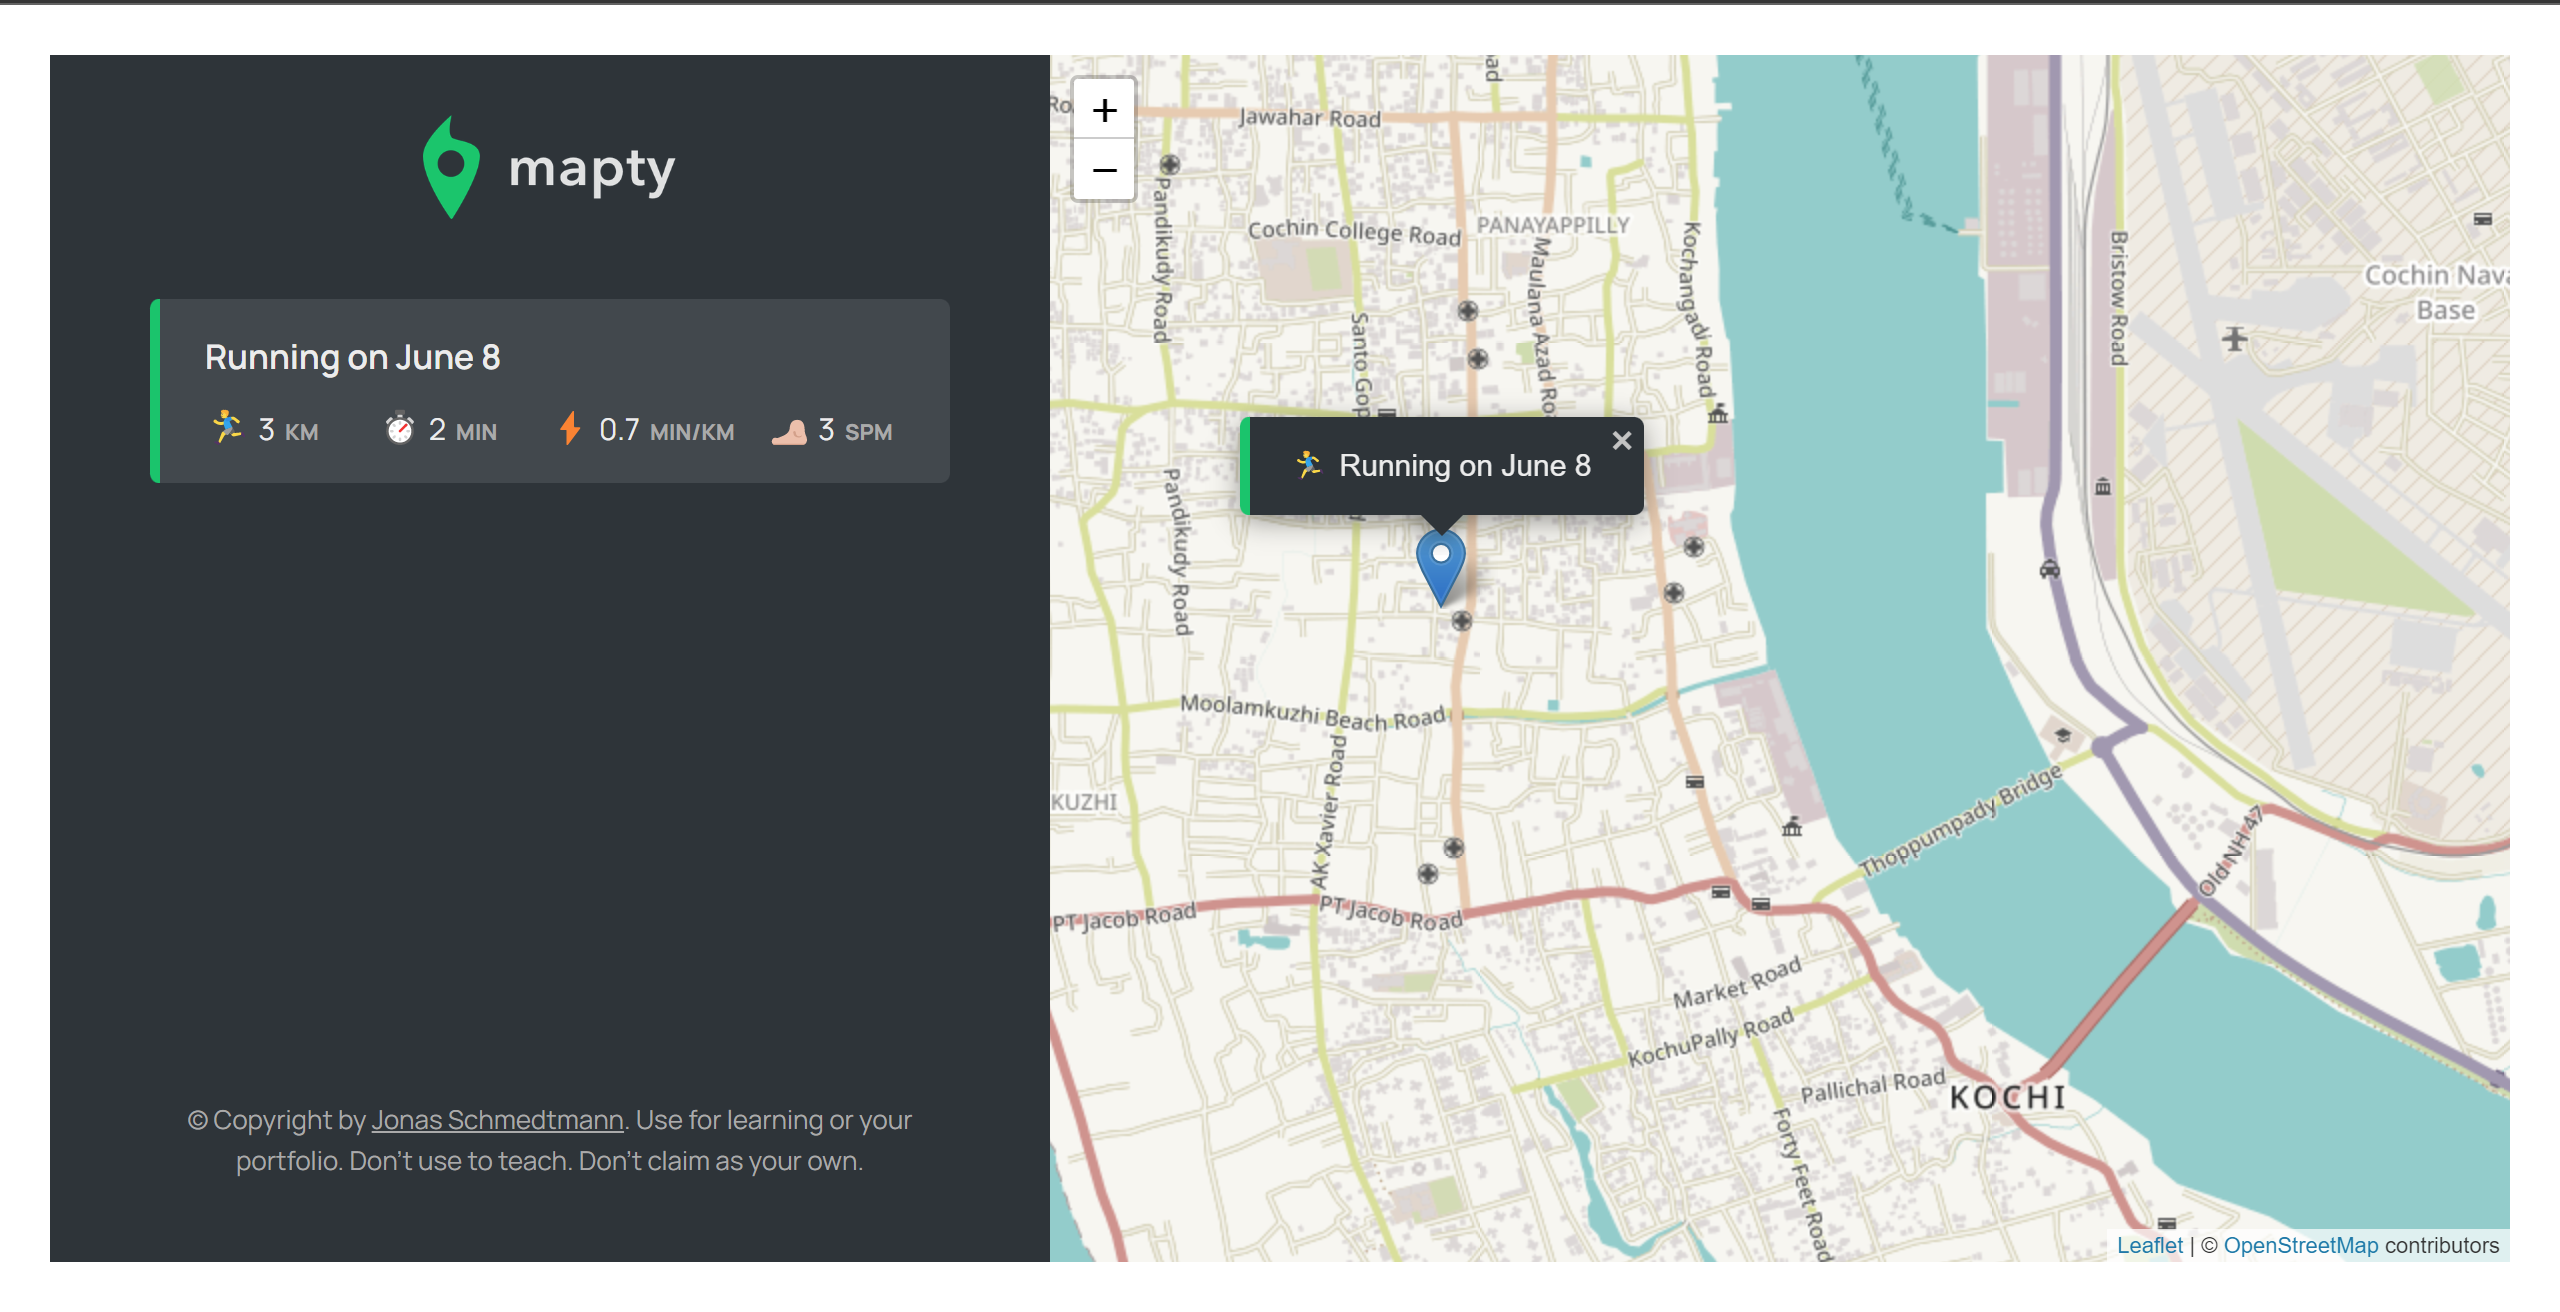 mapty
Running on June 8
3 KM
2 MIN
0.7 MIN/KM
3 SPM
© Copyright by Jonas Schmedtmann. Use for learning or your
portfolio. Don't use to teach. Don't claim as your own.
+
−
Jawahar Road
Pandikudy Road
Cochin College Road
PANAYAPPILLY
Kochangadi Road
Maulana Azad Ro
Santo Gop
Bristow Road
Cochin Nava
Base
Running on June 8
×
Pandikudy Road
Moolamkuzhi Beach Road
AK Xavier Road
KUZHI
Thoppumpady Bridge
Old NH 47
PT Jacob Road
PT Jacob Road
Market Road
KochuPally Road
Pallichal Road
KOCHI
Forty Feet Road
Leaflet | © OpenStreetMap contributors